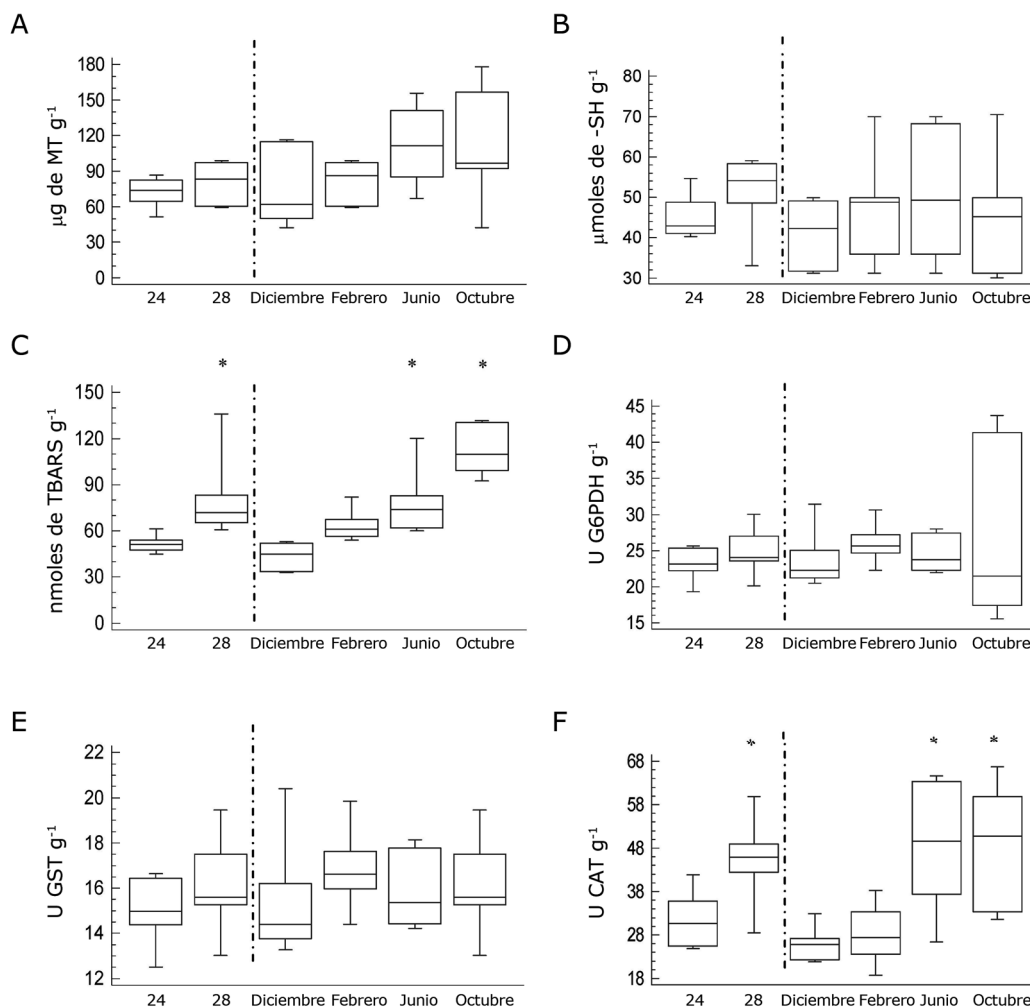 A
µg de MT g⁻¹
180
150
120
90
60
30
0
24 28 Diciembre Febrero Junio Octubre
B
µmoles de -SH g⁻¹
80
70
60
50
40
30
24 28 Diciembre Febrero Junio Octubre
C
* * *
nmoles de TBARS g⁻¹
150
120
90
60
30
0
24 28 Diciembre Febrero Junio Octubre
D
U G6PDH g⁻¹
45
40
35
30
25
20
15
24 28 Diciembre Febrero Junio Octubre
E
U GST g⁻¹
22
20
18
16
14
12
24 28 Diciembre Febrero Junio Octubre
F
* * *
U CAT g⁻¹
68
58
48
38
28
18
24 28 Diciembre Febrero Junio Octubre